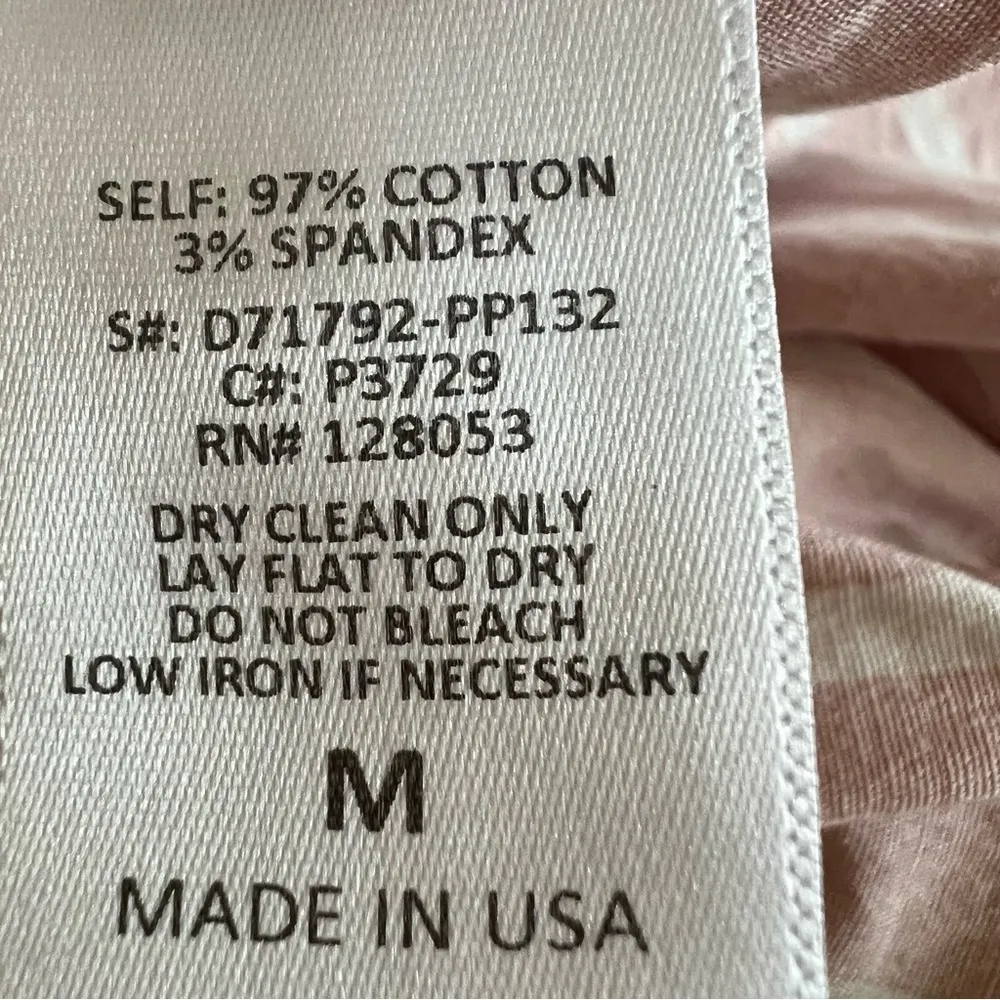 SELF: 97% COTTON
3% SPANDEX
S#: D71792-PP132
C#: P3729
RN# 128053
DRY CLEAN ONLY
LAY FLAT TO DRY
DO NOT BLEACH
LOW IRON IF NECESSARY
M
MADE IN USA